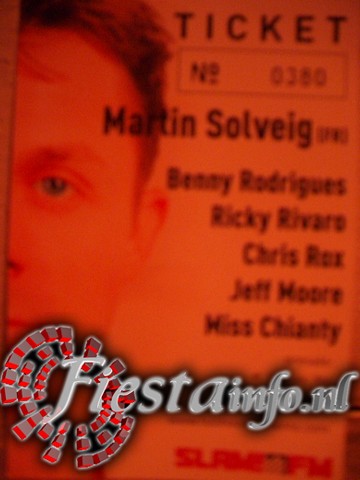 TICKET
Nº 0380
Martin Solveig (FR)
Benny Rodrigues
Ricky Rivaro
Chris Rox
Jeff Moore
Miss Chianty
Fiestainfo.nl
SLAM!FM